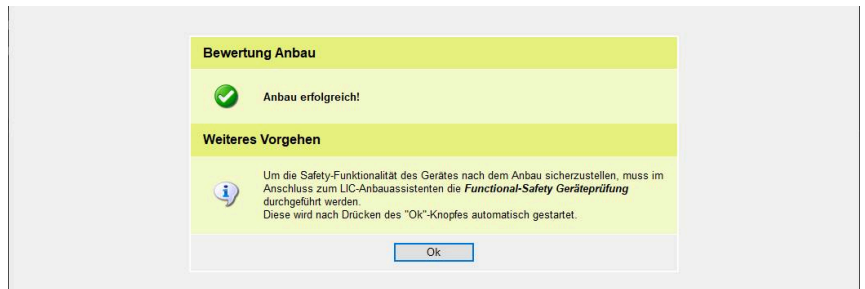 Bewertung Anbau
Anbau erfolgreich!
Weiteres Vorgehen
Um die Safety-Funktionalität des Gerätes nach dem Anbau sicherzustellen, muss im
Anschluss zum LIC-Anbauassistenten die Functional-Safety Geräteprüfung
durchgeführt werden.
Diese wird nach Drücken des "Ok"-Knopfes automatisch gestartet.
Ok